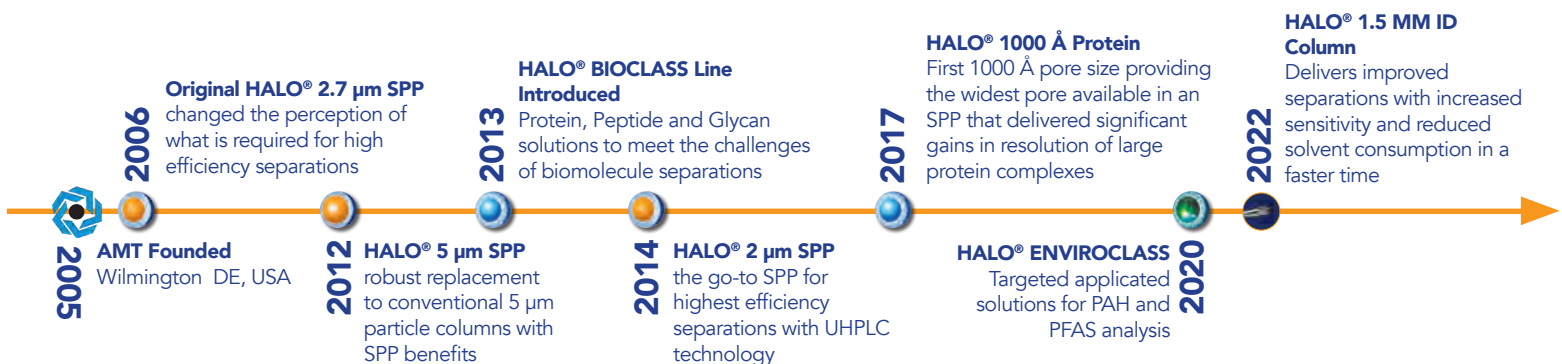 2005
AMT Founded
Wilmington DE, USA
2006
Original HALO® 2.7 µm SPP
changed the perception of
what is required for high
efficiency separations
2012
HALO® 5 µm SPP
robust replacement
to conventional 5 µm
particle columns with
SPP benefits
2013
HALO® BIOCLASS Line
Introduced
Protein, Peptide and Glycan
solutions to meet the challenges
of biomolecule separations
2014
HALO® 2 µm SPP
the go-to SPP for
highest efficiency
separations with UHPLC
technology
2017
HALO® 1000 Å Protein
First 1000 Å pore size providing
the widest pore available in an
SPP that delivered significant
gains in resolution of large
protein complexes
2020
HALO® ENVIROCLASS
Targeted applicated
solutions for PAH and
PFAS analysis
2022
HALO® 1.5 MM ID
Column
Delivers improved
separations with increased
sensitivity and reduced
solvent consumption in a
faster time